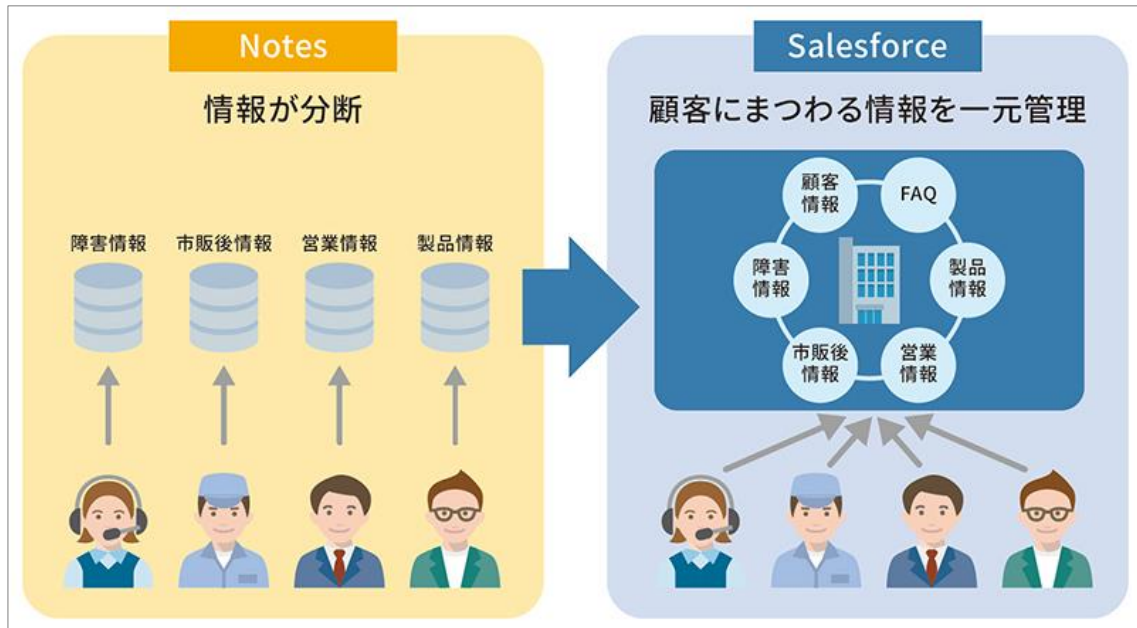 Notes
情報が分断
障害情報
市販後情報
営業情報
製品情報
Salesforce
顧客にまつわる情報を一元管理
顧客
情報
FAQ
障害
情報
製品
情報
市販後
情報
営業
情報